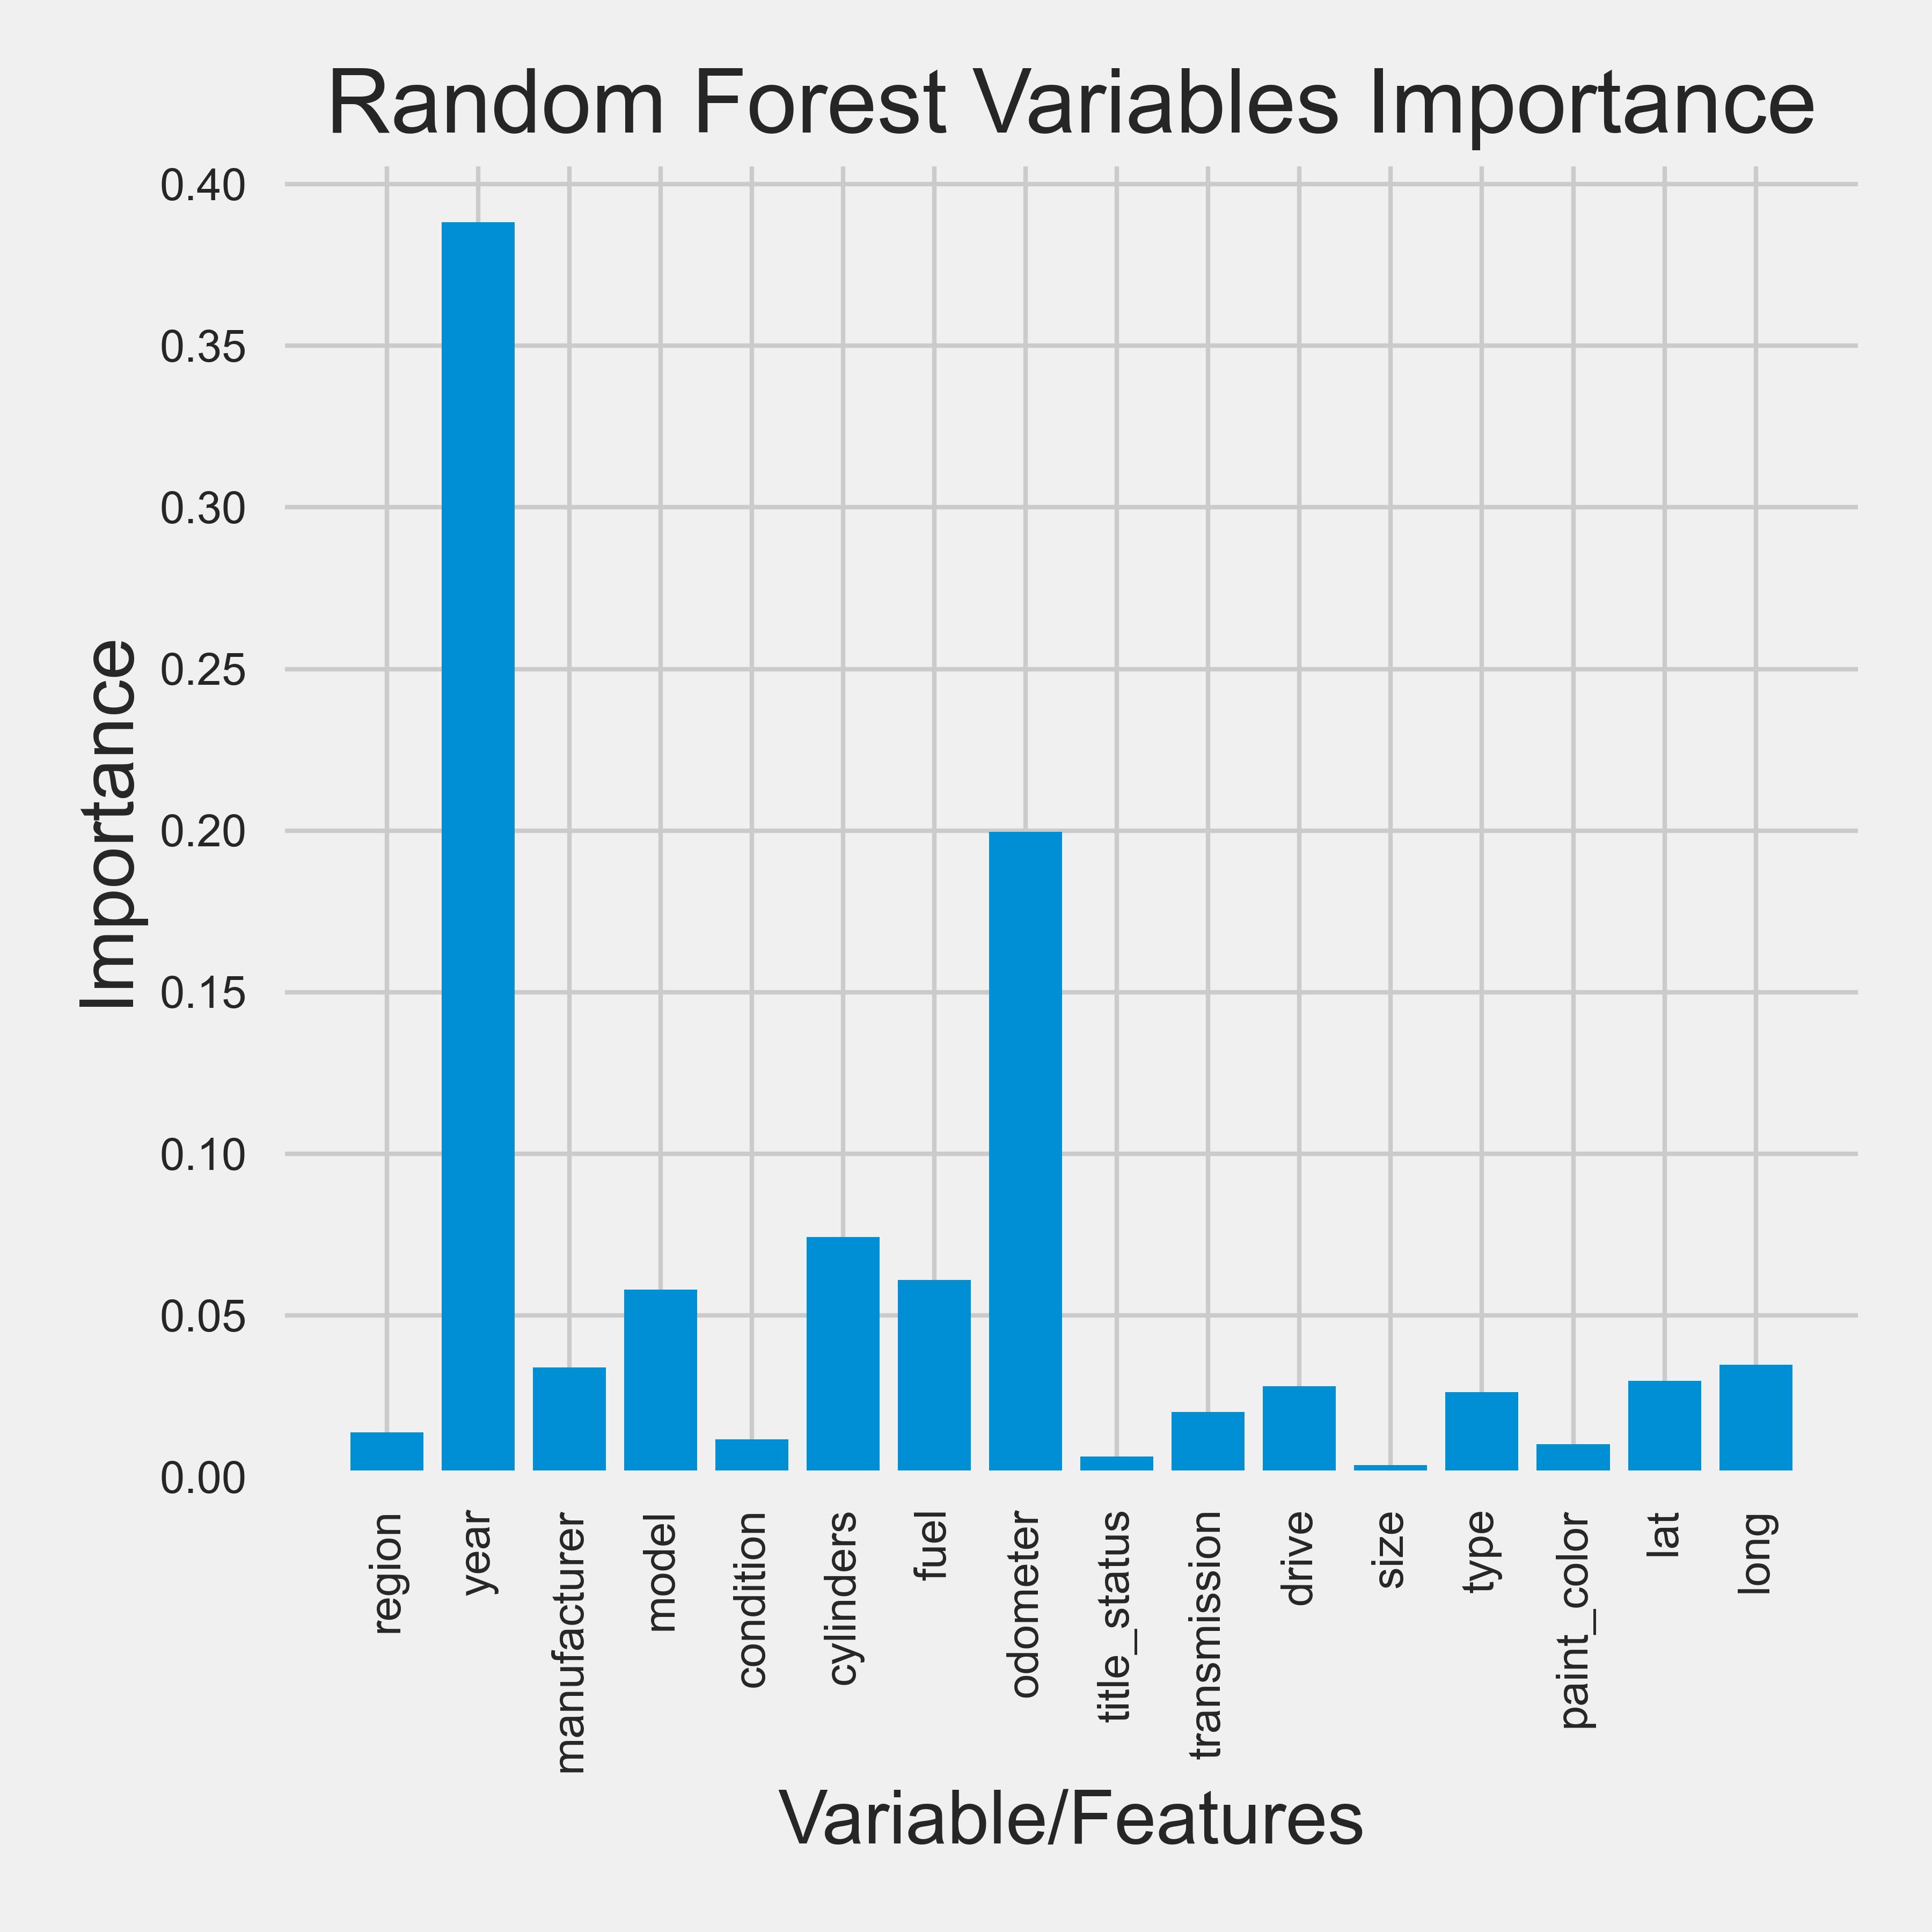 Random Forest Variables Importance
0.40
0.35
0.30
0.25
0.20
0.15
0.10
0.05
0.00
Importance
region
year
manufacturer
model
condition
cylinders
fuel
odometer
title_status
transmission
drive
size
type
paint_color
lat
long
Variable/Features